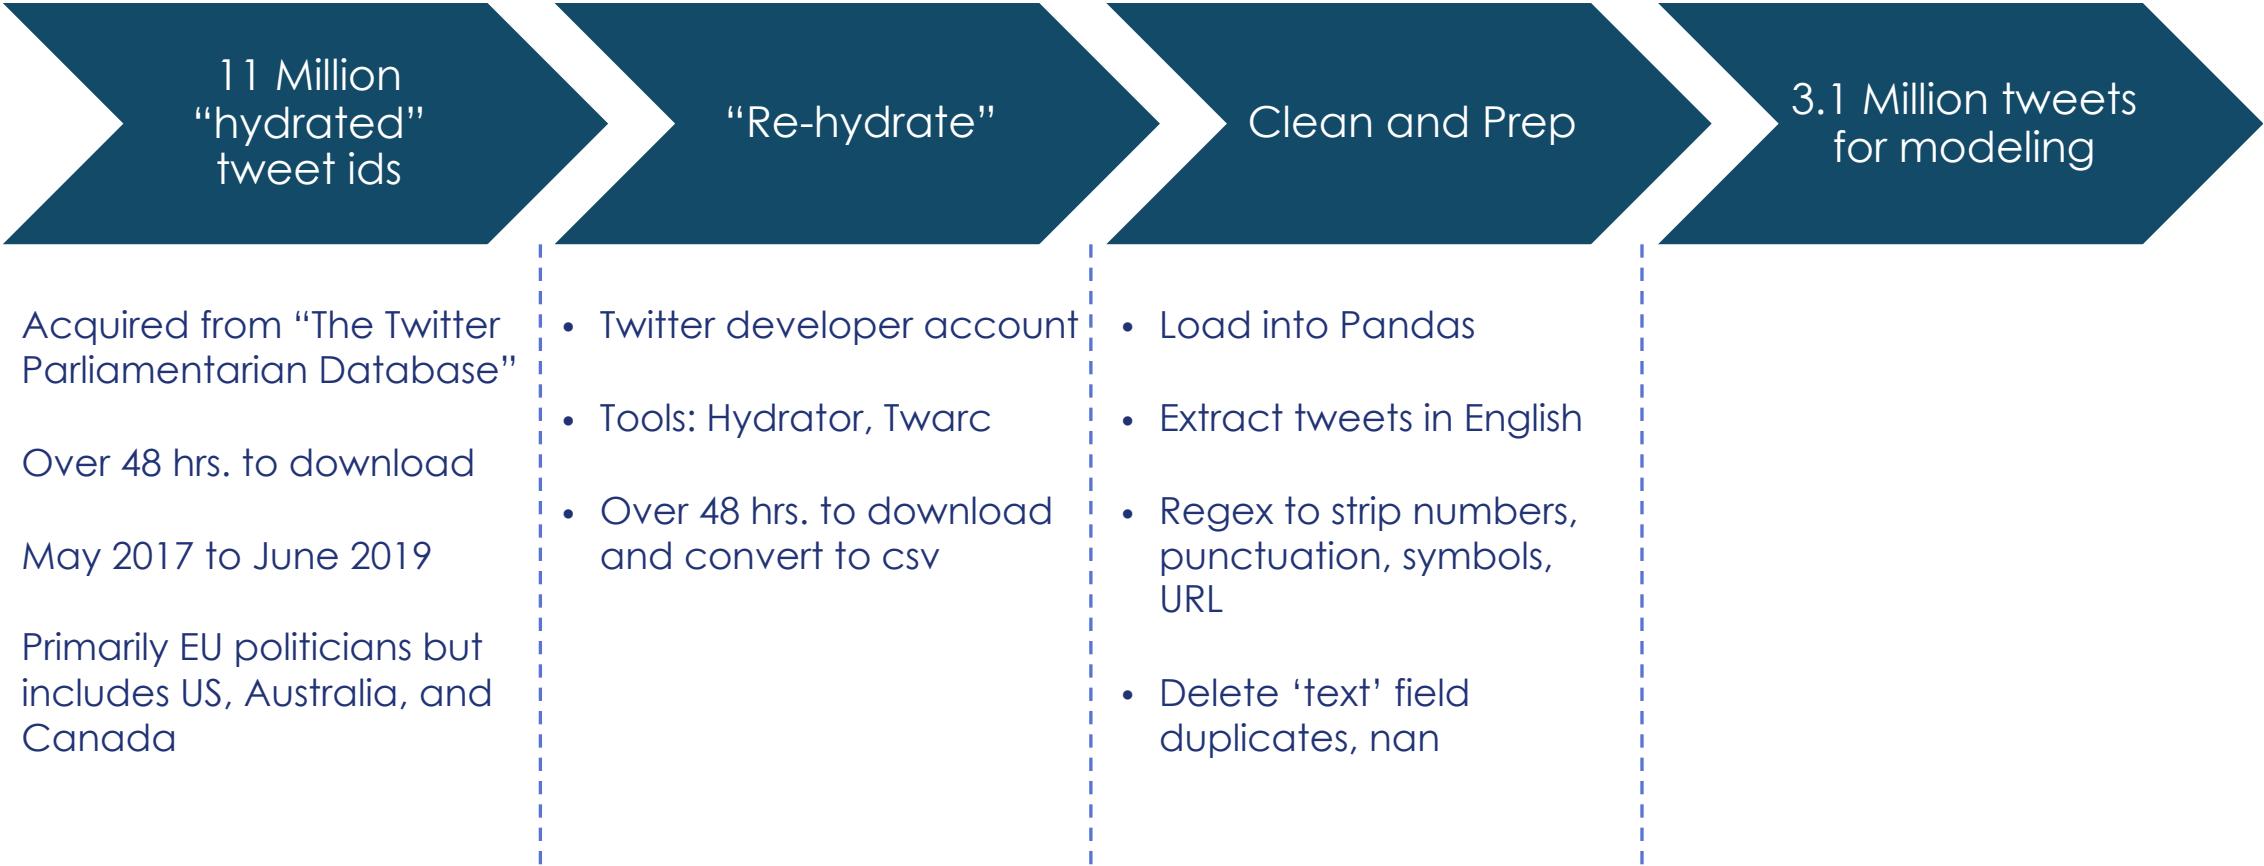 11 Million
“hydrated”
tweet ids
“Re-hydrate”
Clean and Prep
3.1 Million tweets
for modeling
Acquired from “The Twitter
Parliamentarian Database”
Over 48 hrs. to download
May 2017 to June 2019
Primarily EU politicians but
includes US, Australia, and
Canada
• Twitter developer account
• Tools: Hydrator, Twarc
• Over 48 hrs. to download
and convert to csv
• Load into Pandas
• Extract tweets in English
• Regex to strip numbers,
punctuation, symbols,
URL
• Delete ‘text’ field
duplicates, nan